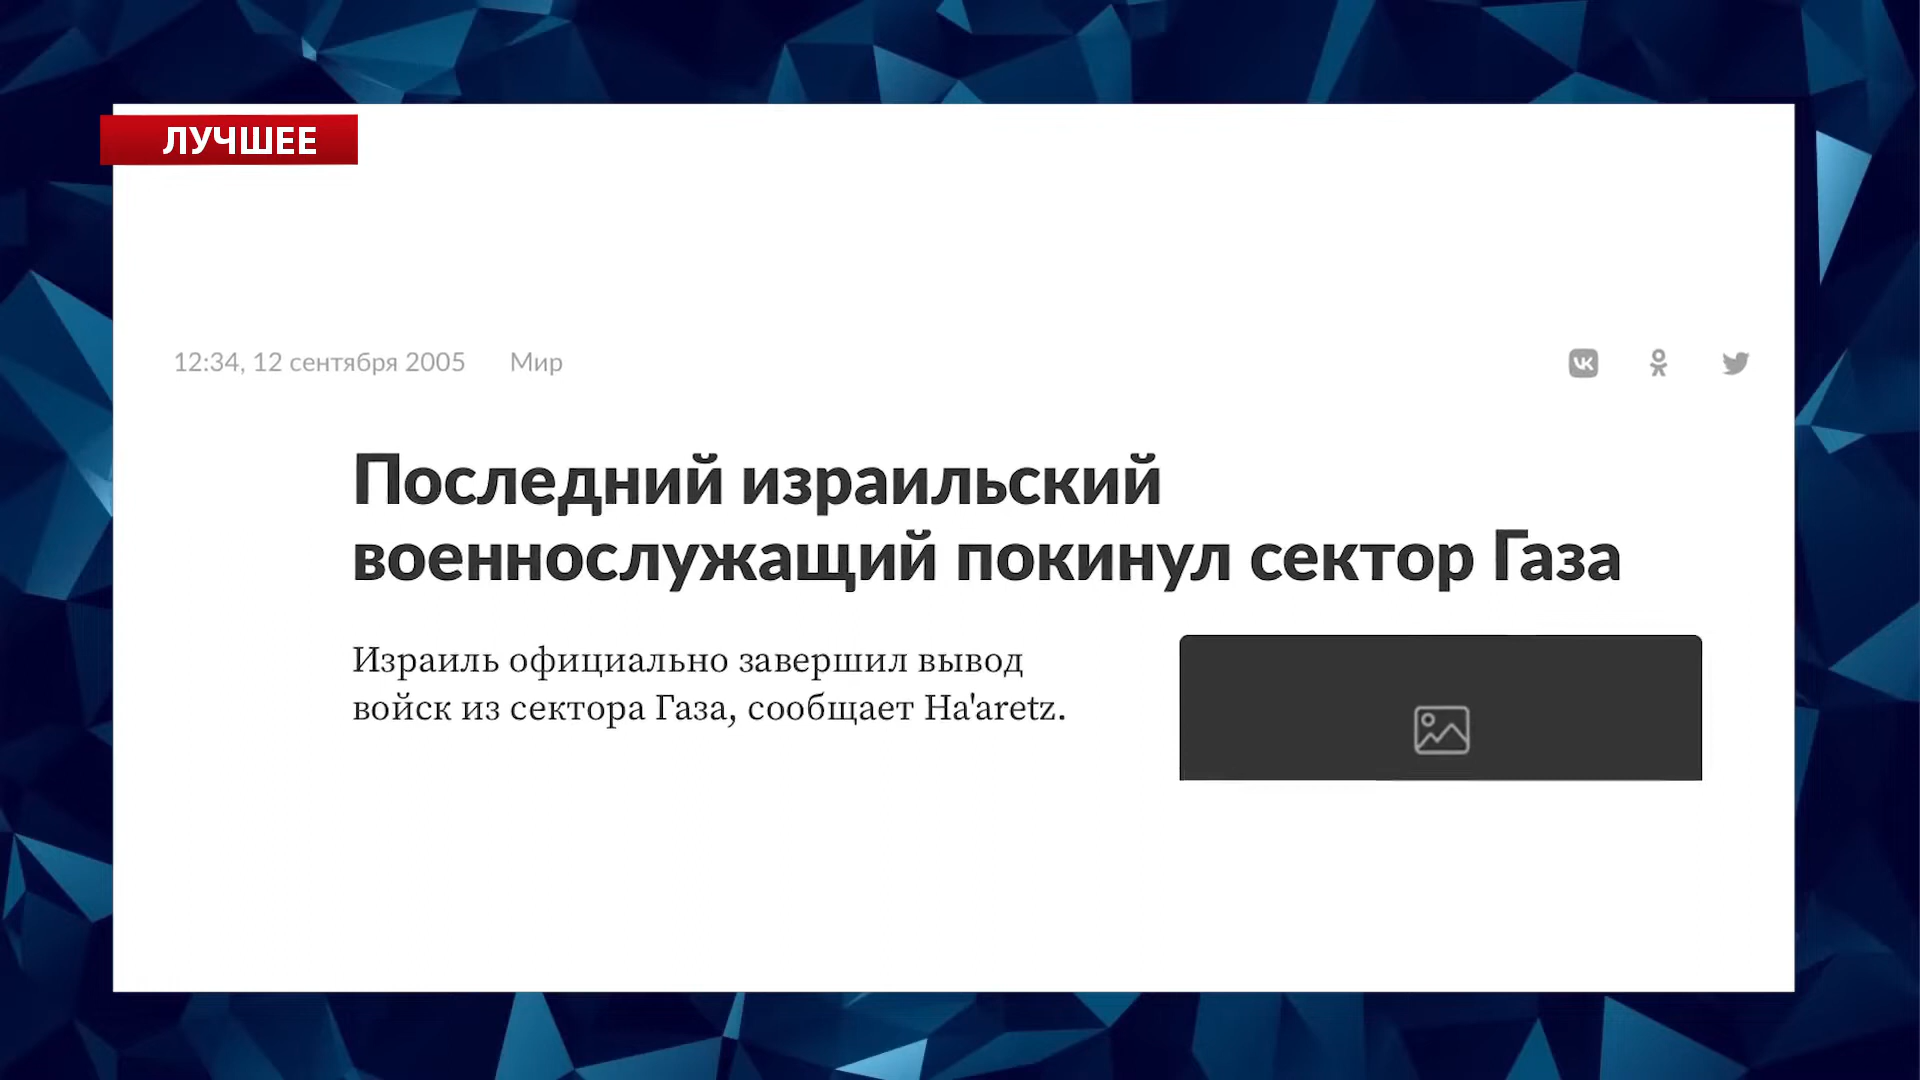 ЛУЧШЕЕ
12:34, 12 сентября 2005 Мир
Последний израильский
военнослужащий покинул сектор Газа
Израиль официально завершил вывод
войск из сектора Газа, сообщает Ha'aretz.